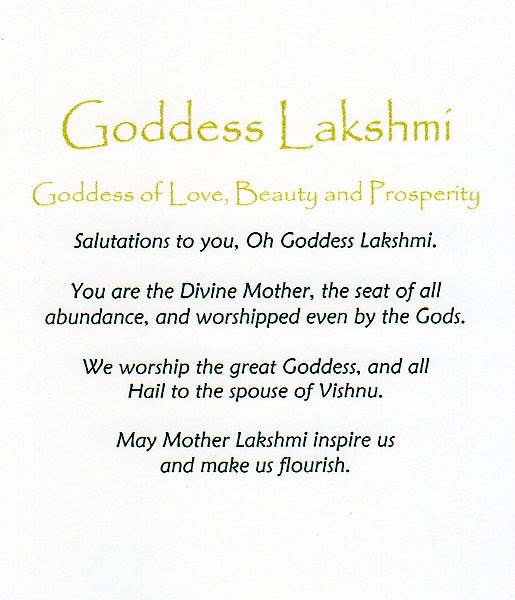 Goddess Lakshmi
Goddess of Love, Beauty and Prosperity
Salutations to you, Oh Goddess Lakshmi.
You are the Divine Mother, the seat of all
abundance, and worshipped even by the Gods.
We worship the great Goddess, and all
Hail to the spouse of Vishnu.
May Mother Lakshmi inspire us
and make us flourish.